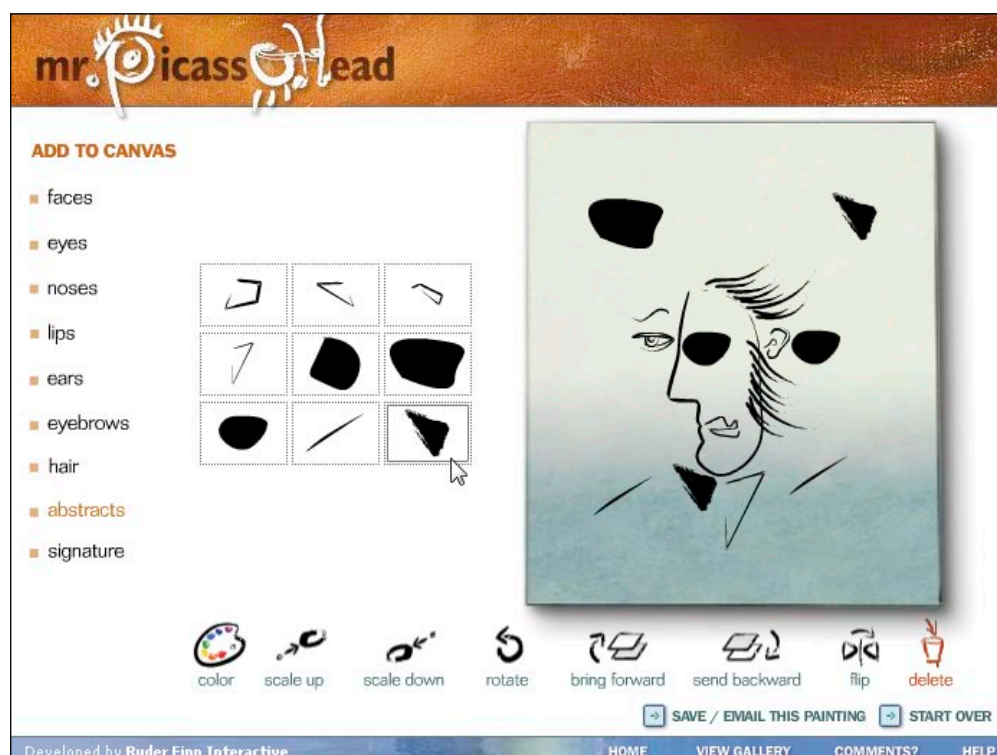 mr. PicassOHead
ADD TO CANVAS
faces
eyes
noses
lips
ears
eyebrows
hair
abstracts
signature
color scale up scale down rotate bring forward send backward flip delete
SAVE / EMAIL THIS PAINTING START OVER
Developed by Ruder Finn Interactive HOME VIEW GALLERY COMMENTS? HELP